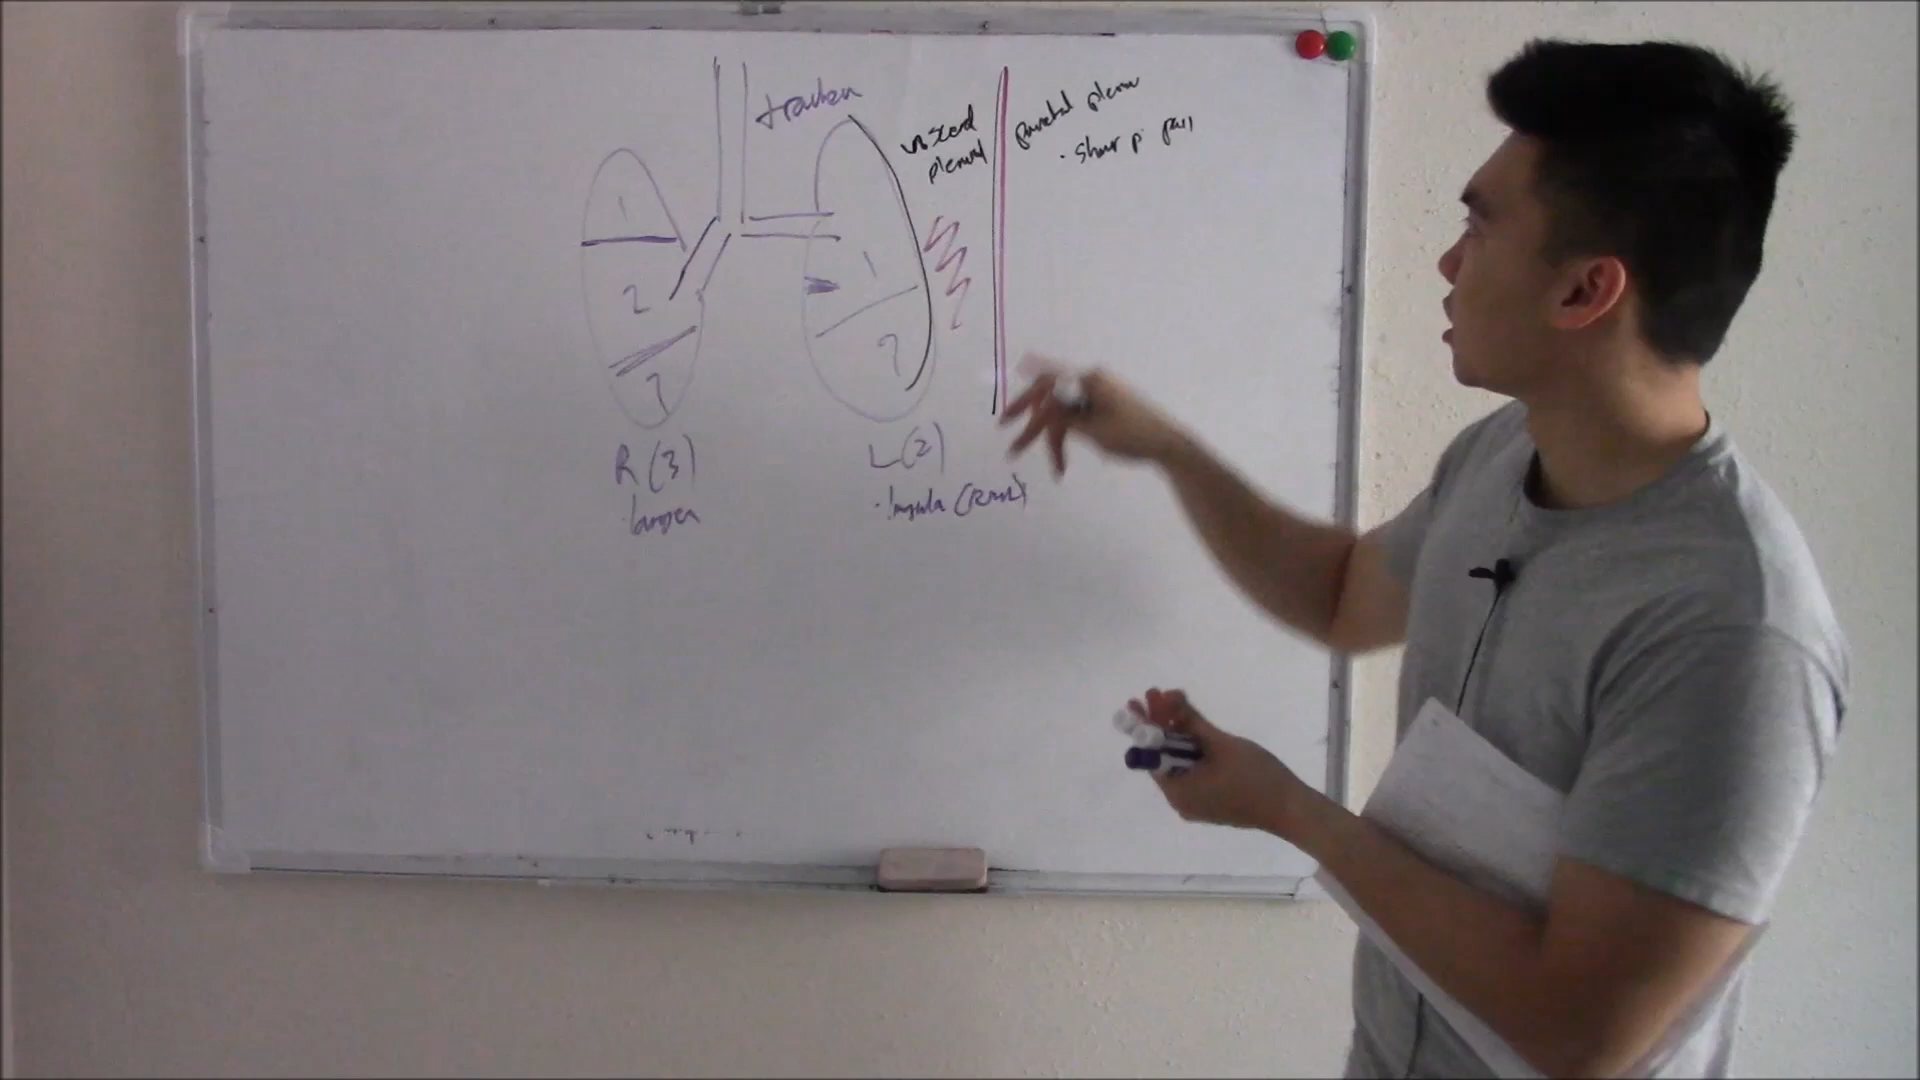 trachea
visceral
pleura
parietal pleura
· sharp pain
1
2
3
1
2
R (3)
· larger
L (2)
· lingula